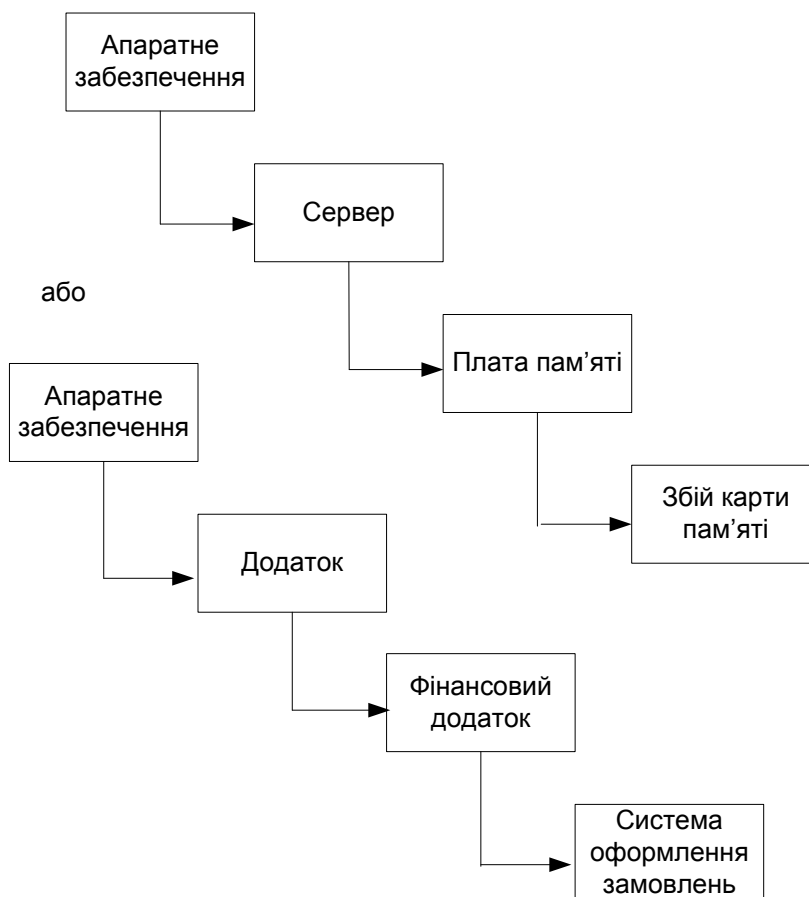 Апаратне
забезпечення
Сервер
або
Плата пам’яті
Апаратне
забезпечення
Збій карти
пам’яті
Додаток
Фінансовий
додаток
Система
оформлення
замовлень